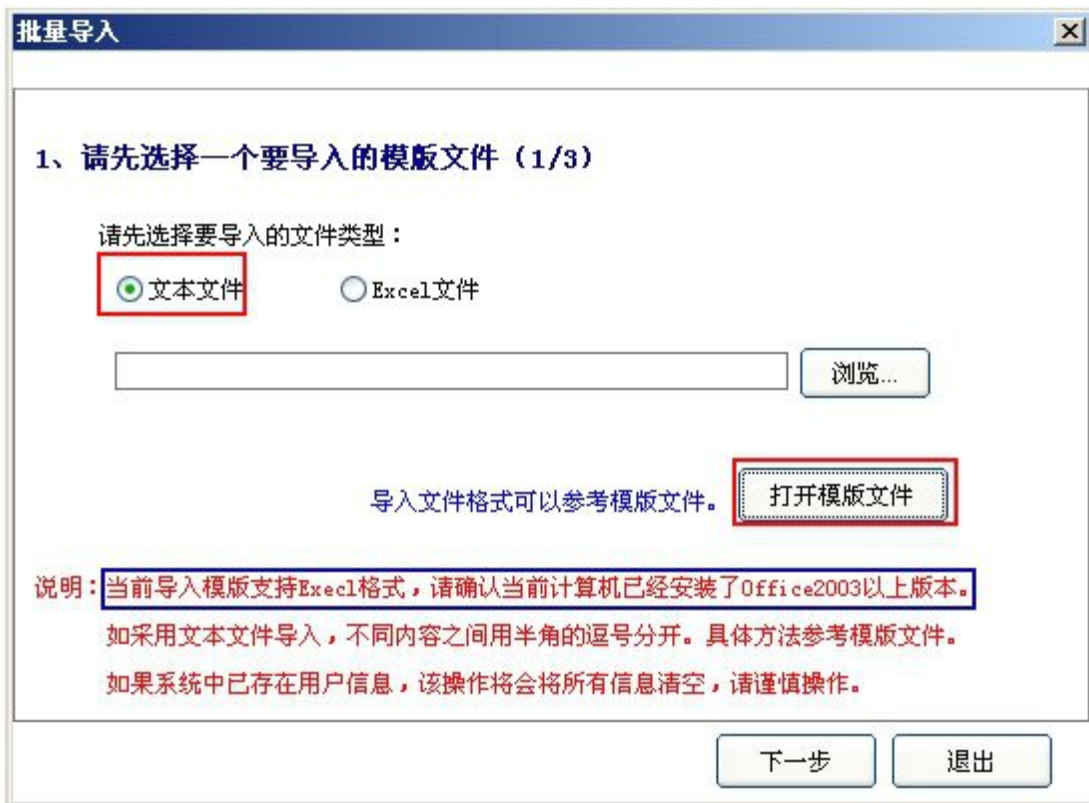 批量导入
1、请先选择一个要导入的模版文件（1/3）
请先选择要导入的文件类型：
文本文件 Excel文件
浏览...
导入文件格式可以参考模版文件。 打开模版文件
说明：当前导入模版支持Execl格式，请确认当前计算机已经安装了Office2003以上版本。
如采用文本文件导入，不同内容之间用半角的逗号分开。具体方法参考模版文件。
如果系统中已存在用户信息，该操作将会将所有信息清空，请谨慎操作。
下一步 退出